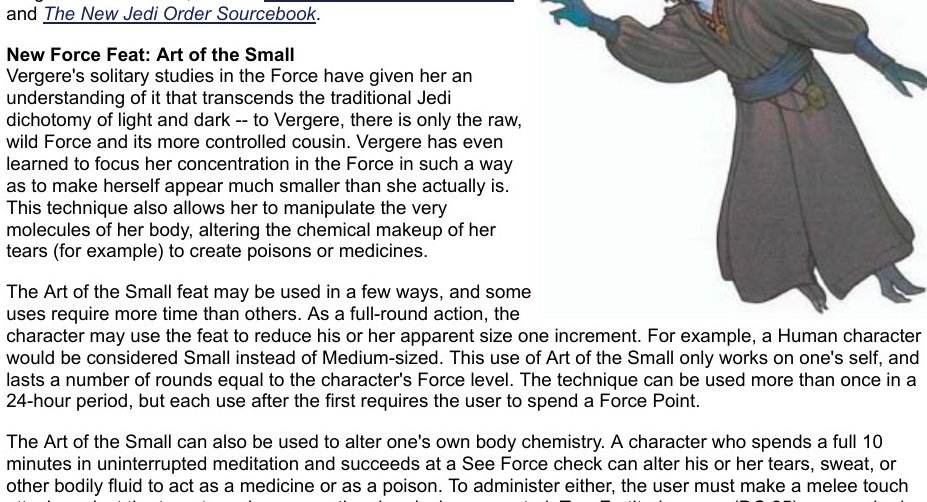 and The New Jedi Order Sourcebook.
New Force Feat: Art of the Small
Vergere's solitary studies in the Force have given her an
understanding of it that transcends the traditional Jedi
dichotomy of light and dark -- to Vergere, there is only the raw,
wild Force and its more controlled cousin. Vergere has even
learned to focus her concentration in the Force in such a way
as to make herself appear much smaller than she actually is.
This technique also allows her to manipulate the very
molecules of her body, altering the chemical makeup of her
tears (for example) to create poisons or medicines.
The Art of the Small feat may be used in a few ways, and some
uses require more time than others. As a full-round action, the
character may use the feat to reduce his or her apparent size one increment. For example, a Human character
would be considered Small instead of Medium-sized. This use of Art of the Small only works on one's self, and
lasts a number of rounds equal to the character's Force level. The technique can be used more than once in a
24-hour period, but each use after the first requires the user to spend a Force Point.
The Art of the Small can also be used to alter one's own body chemistry. A character who spends a full 10
minutes in uninterrupted meditation and succeeds at a See Force check can alter his or her tears, sweat, or
other bodily fluid to act as a medicine or as a poison. To administer either, the user must make a melee touch